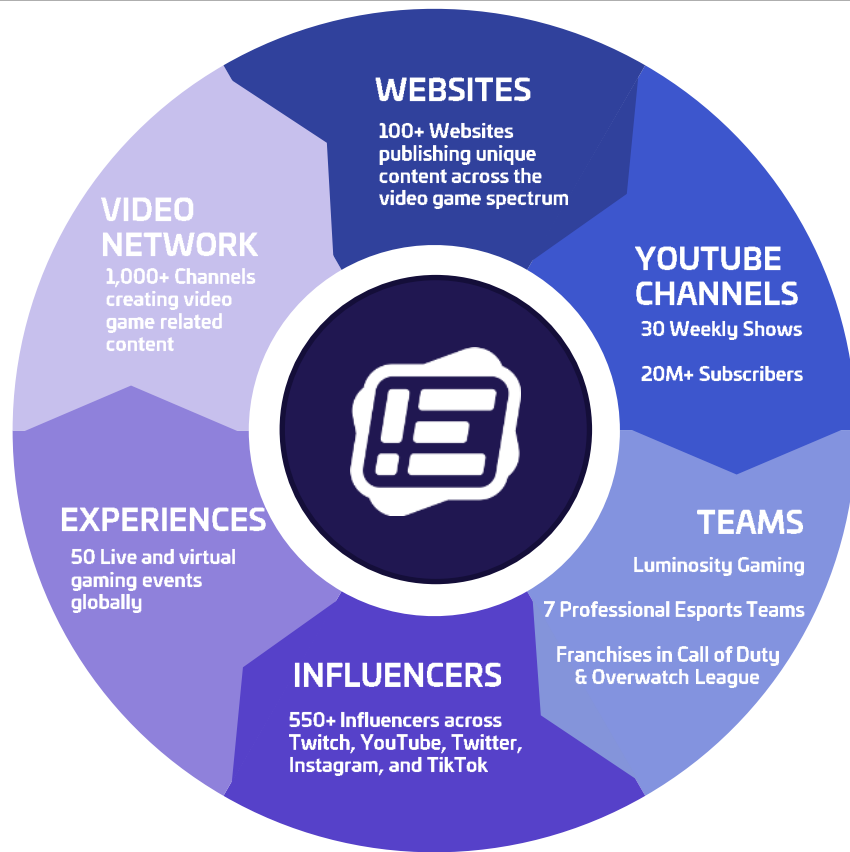 WEBSITES
100+ Websites
publishing unique
content across the
video game spectrum
YOUTUBE
CHANNELS
30 Weekly Shows
20M+ Subscribers
TEAMS
Luminosity Gaming
7 Professional Esports Teams
Franchises in Call of Duty
& Overwatch League
INFLUENCERS
550+ Influencers across
Twitch, YouTube, Twitter,
Instagram, and TikTok
EXPERIENCES
50 Live and virtual
gaming events
globally
VIDEO
NETWORK
1,000+ Channels
creating video
game related
content